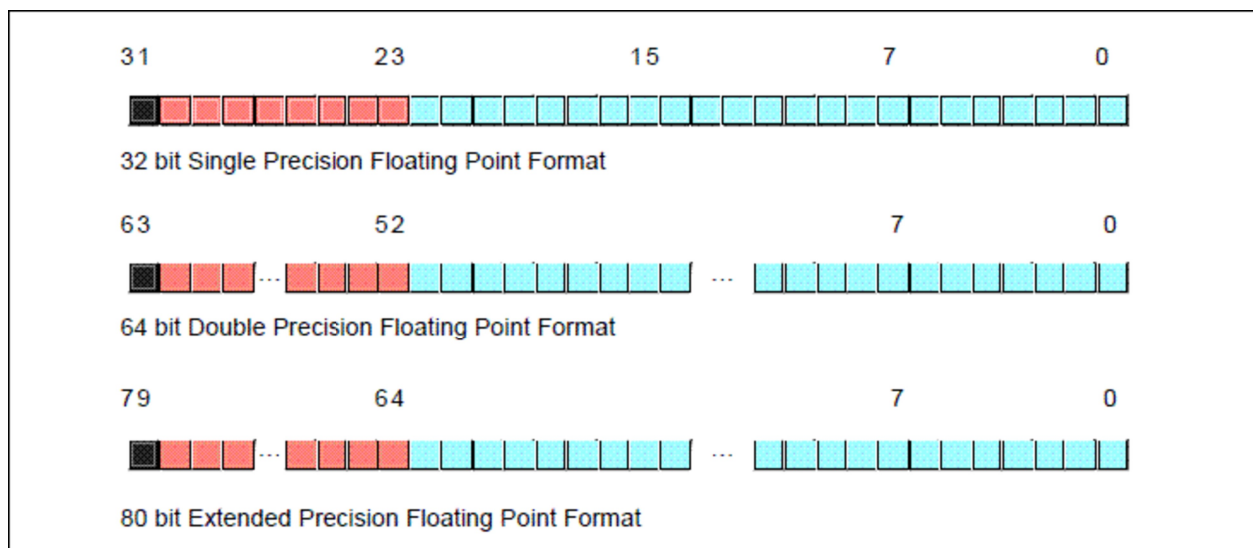 31 23 15 7 0
32 bit Single Precision Floating Point Format
63 52 7 0
... ...
64 bit Double Precision Floating Point Format
79 64 7 0
... ...
80 bit Extended Precision Floating Point Format